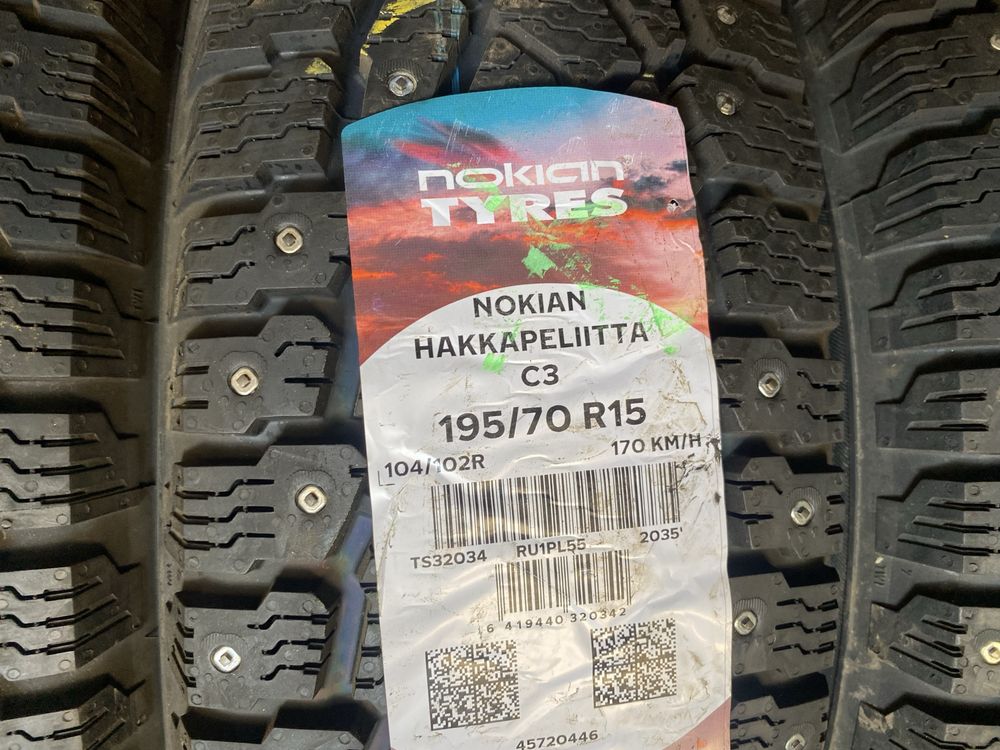 NOKIAN
TYRES
NOKIAN
HAKKAPELIITTA
C3
195/70 R15
104/102R 170 KM/H
TS32034 RU1PL55 2035
6 419440 320342
45720446